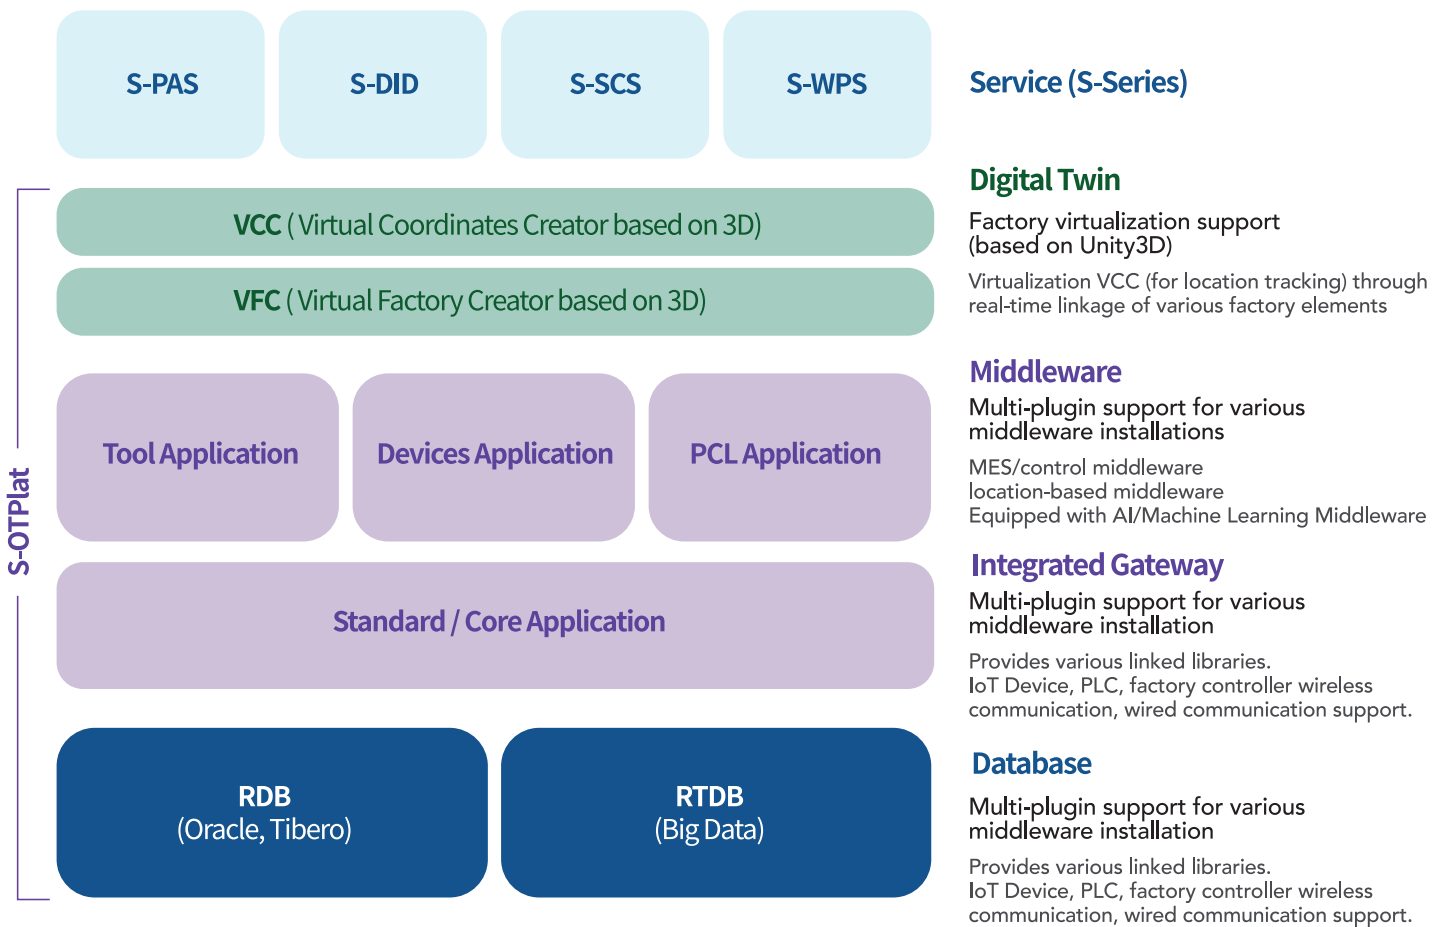 S-PAS
S-DID
S-SCS
S-WPS
Service (S-Series)
S-OTPlat
VCC ( Virtual Coordinates Creator based on 3D)
VFC ( Virtual Factory Creator based on 3D)
Digital Twin
Factory virtualization support
(based on Unity3D)
Virtualization VCC (for location tracking) through
real-time linkage of various factory elements
Tool Application
Devices Application
PCL Application
Middleware
Multi-plugin support for various
middleware installations
MES/control middleware
location-based middleware
Equipped with AI/Machine Learning Middleware
Standard / Core Application
Integrated Gateway
Multi-plugin support for various
middleware installation
Provides various linked libraries.
IoT Device, PLC, factory controller wireless
communication, wired communication support.
RDB
(Oracle, Tibero)
RTDB
(Big Data)
Database
Multi-plugin support for various
middleware installation
Provides various linked libraries.
IoT Device, PLC, factory controller wireless
communication, wired communication support.